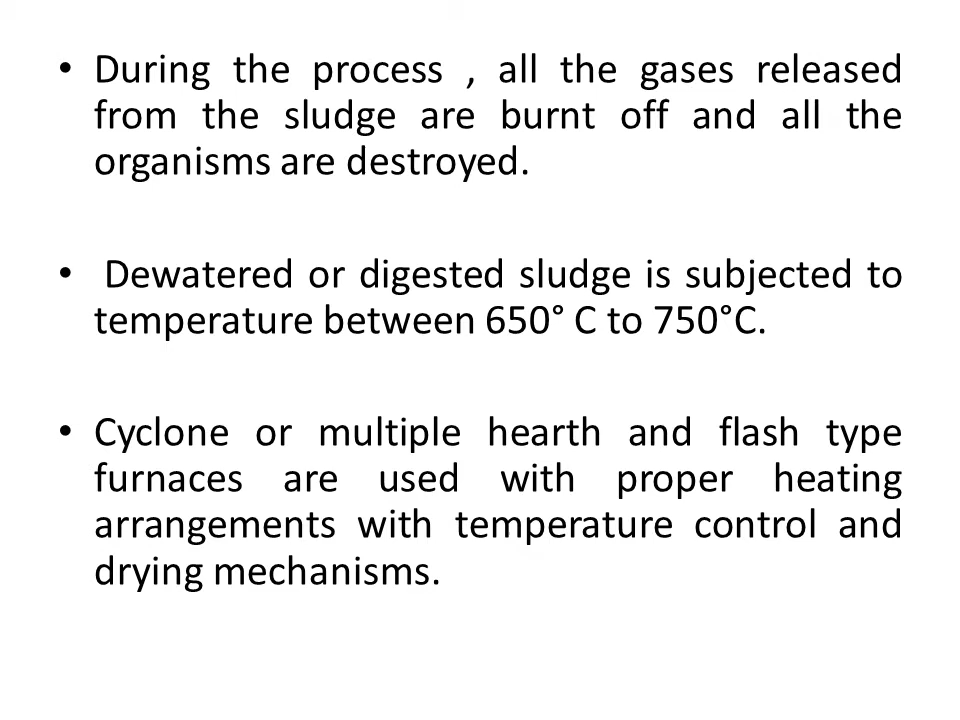 • During the process , all the gases released
from the sludge are burnt off and all the
organisms are destroyed.
• Dewatered or digested sludge is subjected to
temperature between 650° C to 750°C.
• Cyclone or multiple hearth and flash type
furnaces are used with proper heating
arrangements with temperature control and
drying mechanisms.